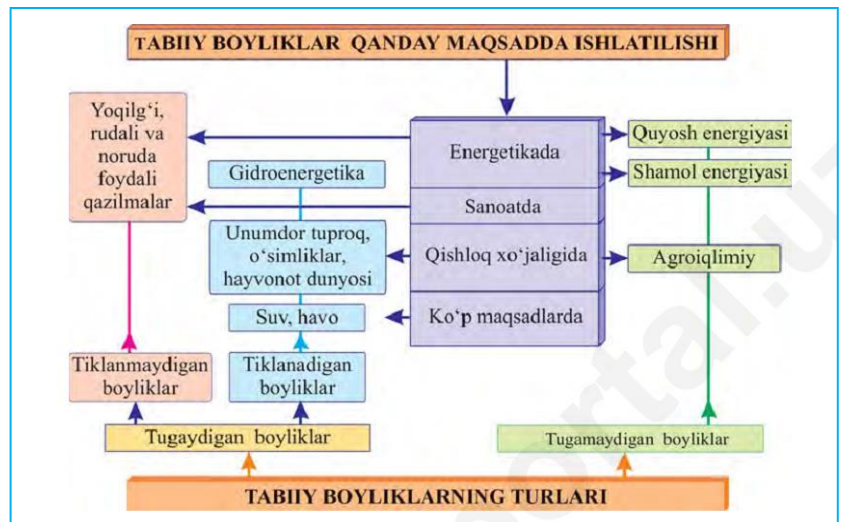 TABIIY BOYLIKLAR QANDAY MAQSADDA ISHLATILISHI
Yoqilg‘i,
rudali va
noruda
foydali
qazilmalar
Gidroenergetika
Unumdor tuproq,
o‘simliklar,
hayvonot dunyosi
Suv, havo
Energetikada
Sanoatda
Qishloq xo‘jaligida
Ko‘p maqsadlarda
Quyosh energiyasi
Shamol energiyasi
Agroiqlimiy
Tiklanmaydigan
boyliklar
Tiklanadigan
boyliklar
Tugaydigan boyliklar
Tugamaydigan boyliklar
TABIIY BOYLIKLARNING TURLARI